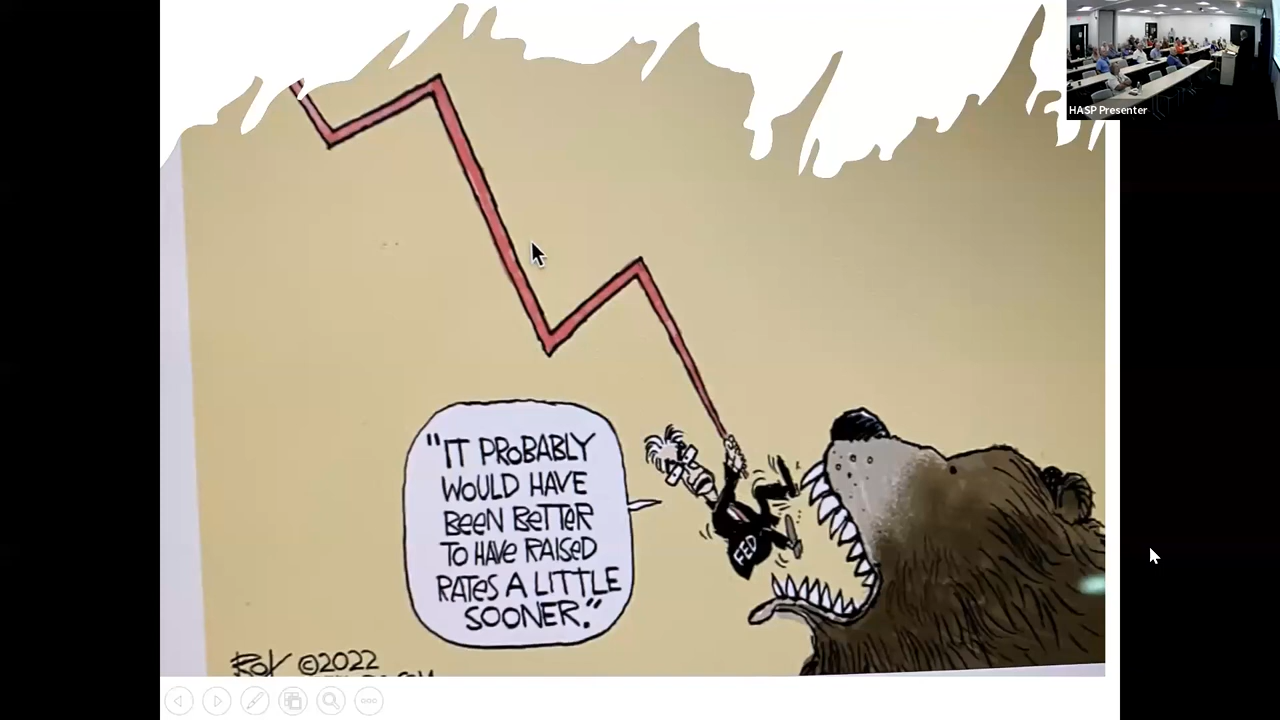 HASP Presenter
"IT PROBABLY
WOULD HAVE
BEEN BETTER
TO HAVE RAISED
RATES A LITTLE
SOONER."
FED
©2022